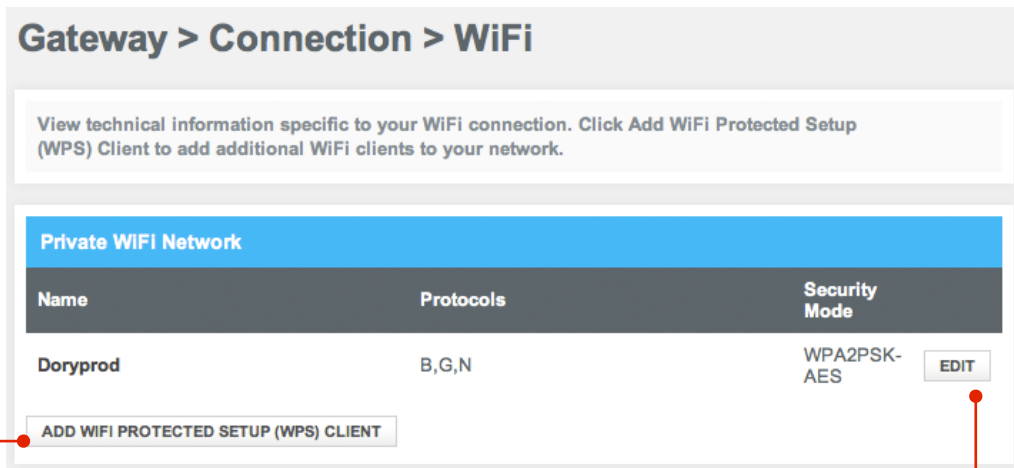 Gateway > Connection > WiFi
View technical information specific to your WiFi connection. Click Add WiFi Protected Setup
(WPS) Client to add additional WiFi clients to your network.
Private WiFi Network
Name Protocols Security Mode
Doryprod B,G,N WPA2PSK-AES EDIT
ADD WIFI PROTECTED SETUP (WPS) CLIENT